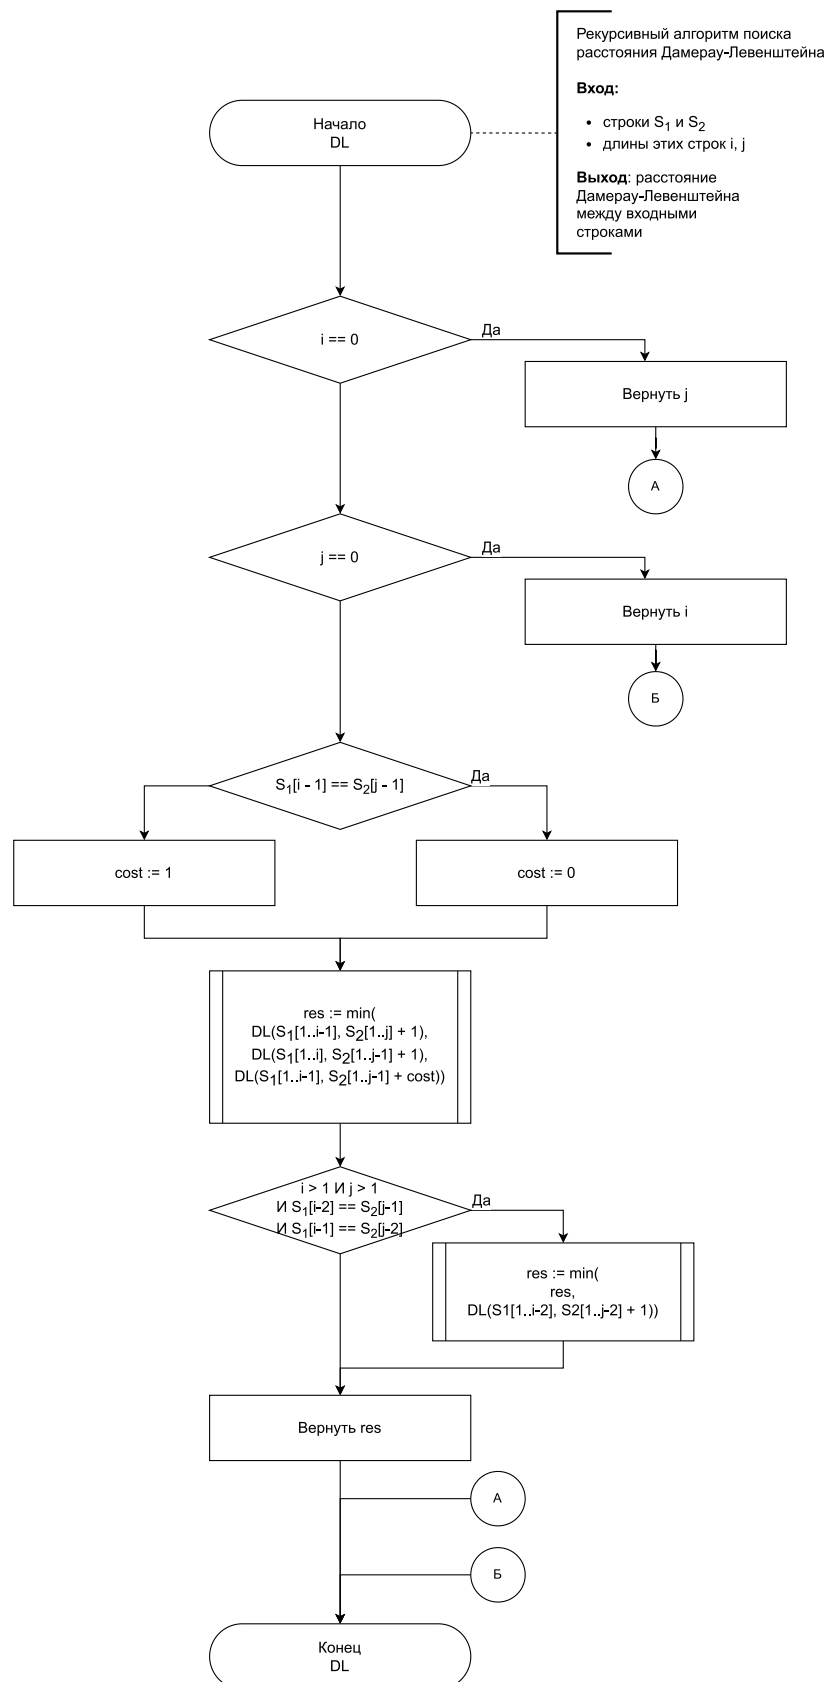 Рекурсивный алгоритм поиска
расстояния Дамерау-Левенштейна
Вход:
• строки S₁ и S₂
• длины этих строк i, j
Выход: расстояние
Дамерау-Левенштейна
между входными
строками
Начало
DL
i == 0
Да
Вернуть j
А
j == 0
Да
Вернуть i
Б
S₁[i - 1] == S₂[j - 1]
Да
cost := 1
cost := 0
res := min(
DL(S₁[1..i-1], S₂[1..j] + 1),
DL(S₁[1..i], S₂[1..j-1] + 1),
DL(S₁[1..i-1], S₂[1..j-1] + cost))
i > 1 И j > 1
И S₁[i-2] == S₂[j-1]
И S₁[i-1] == S₂[j-2]
Да
res := min(
res,
DL(S1[1..i-2], S2[1..j-2] + 1))
Вернуть res
А
Б
Конец
DL